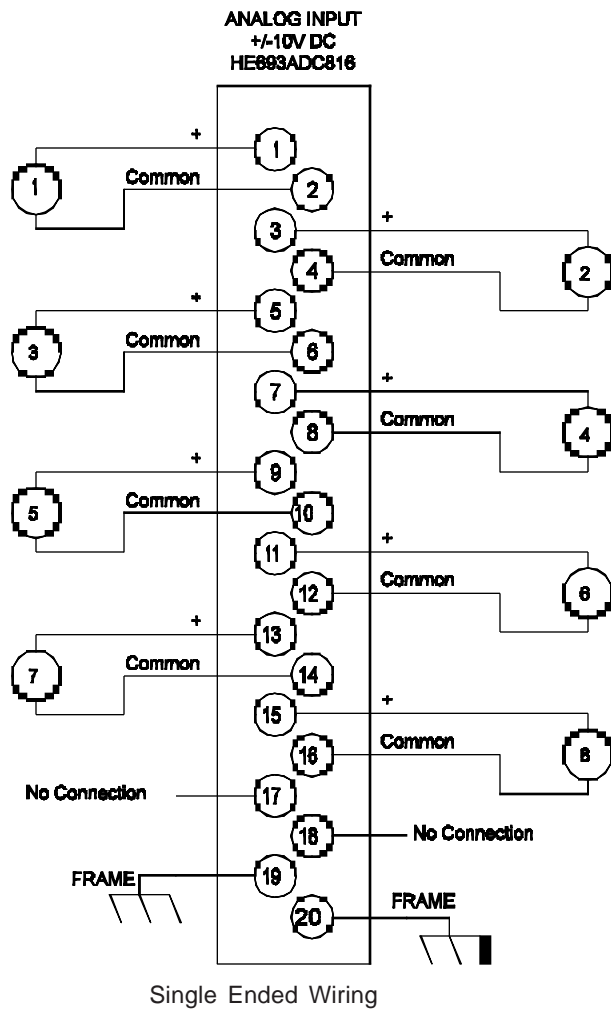 ANALOG INPUT
+/-10V DC
HE693ADC816
+
1
1
Common
2
3
+
4
Common
2
+
5
3
Common
6
7
+
8
Common
4
+
9
5
Common
10
11
+
12
Common
6
+
13
7
Common
14
15
+
16
Common
8
No Connection
17
18
No Connection
FRAME
19
20
FRAME
Single Ended Wiring